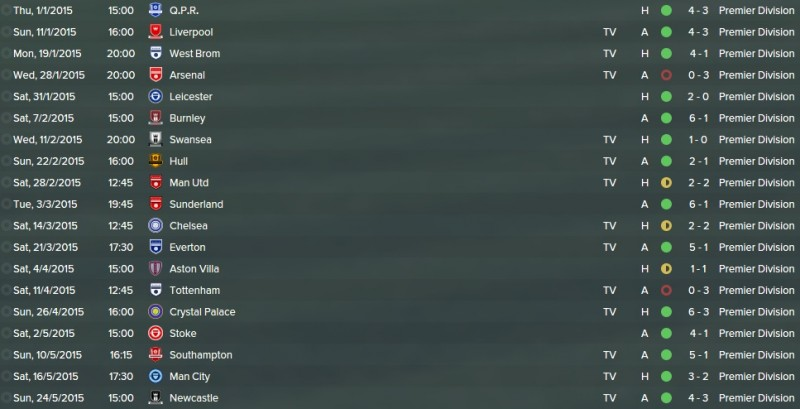 Thu, 1/1/2015 15:00 Q.P.R. H 4 - 3 Premier Division
Sun, 11/1/2015 16:00 Liverpool TV A 4 - 3 Premier Division
Mon, 19/1/2015 20:00 West Brom TV H 4 - 1 Premier Division
Wed, 28/1/2015 20:00 Arsenal TV A 0 - 3 Premier Division
Sat, 31/1/2015 15:00 Leicester H 2 - 0 Premier Division
Sat, 7/2/2015 15:00 Burnley A 6 - 1 Premier Division
Wed, 11/2/2015 20:00 Swansea TV H 1 - 0 Premier Division
Sun, 22/2/2015 16:00 Hull TV A 2 - 1 Premier Division
Sat, 28/2/2015 12:45 Man Utd TV H 2 - 2 Premier Division
Tue, 3/3/2015 19:45 Sunderland A 6 - 1 Premier Division
Sat, 14/3/2015 12:45 Chelsea TV H 2 - 2 Premier Division
Sat, 21/3/2015 17:30 Everton TV A 5 - 1 Premier Division
Sat, 4/4/2015 15:00 Aston Villa H 1 - 1 Premier Division
Sat, 11/4/2015 12:45 Tottenham TV A 0 - 3 Premier Division
Sun, 26/4/2015 16:00 Crystal Palace TV H 6 - 3 Premier Division
Sat, 2/5/2015 15:00 Stoke A 4 - 1 Premier Division
Sun, 10/5/2015 16:15 Southampton TV A 5 - 1 Premier Division
Sat, 16/5/2015 17:30 Man City TV H 3 - 2 Premier Division
Sun, 24/5/2015 15:00 Newcastle TV A 4 - 3 Premier Division